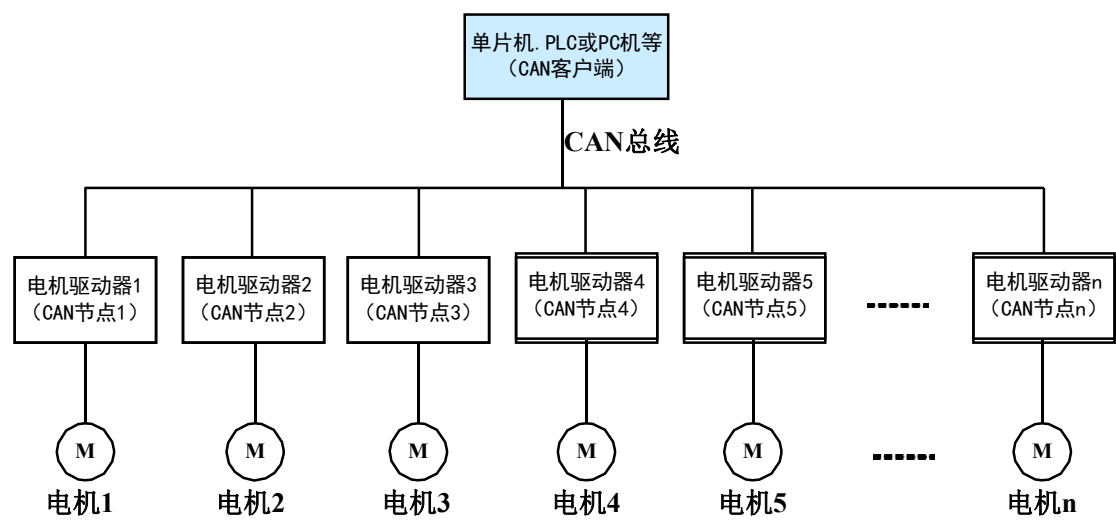 单片机.PLC或PC机等
（CAN客户端）
CAN总线
电机驱动器1
（CAN节点1）
电机驱动器2
（CAN节点2）
电机驱动器3
（CAN节点3）
电机驱动器4
（CAN节点4）
电机驱动器5
（CAN节点5）
电机驱动器n
（CAN节点n）
M
M
M
M
M
M
电机1
电机2
电机3
电机4
电机5
电机n